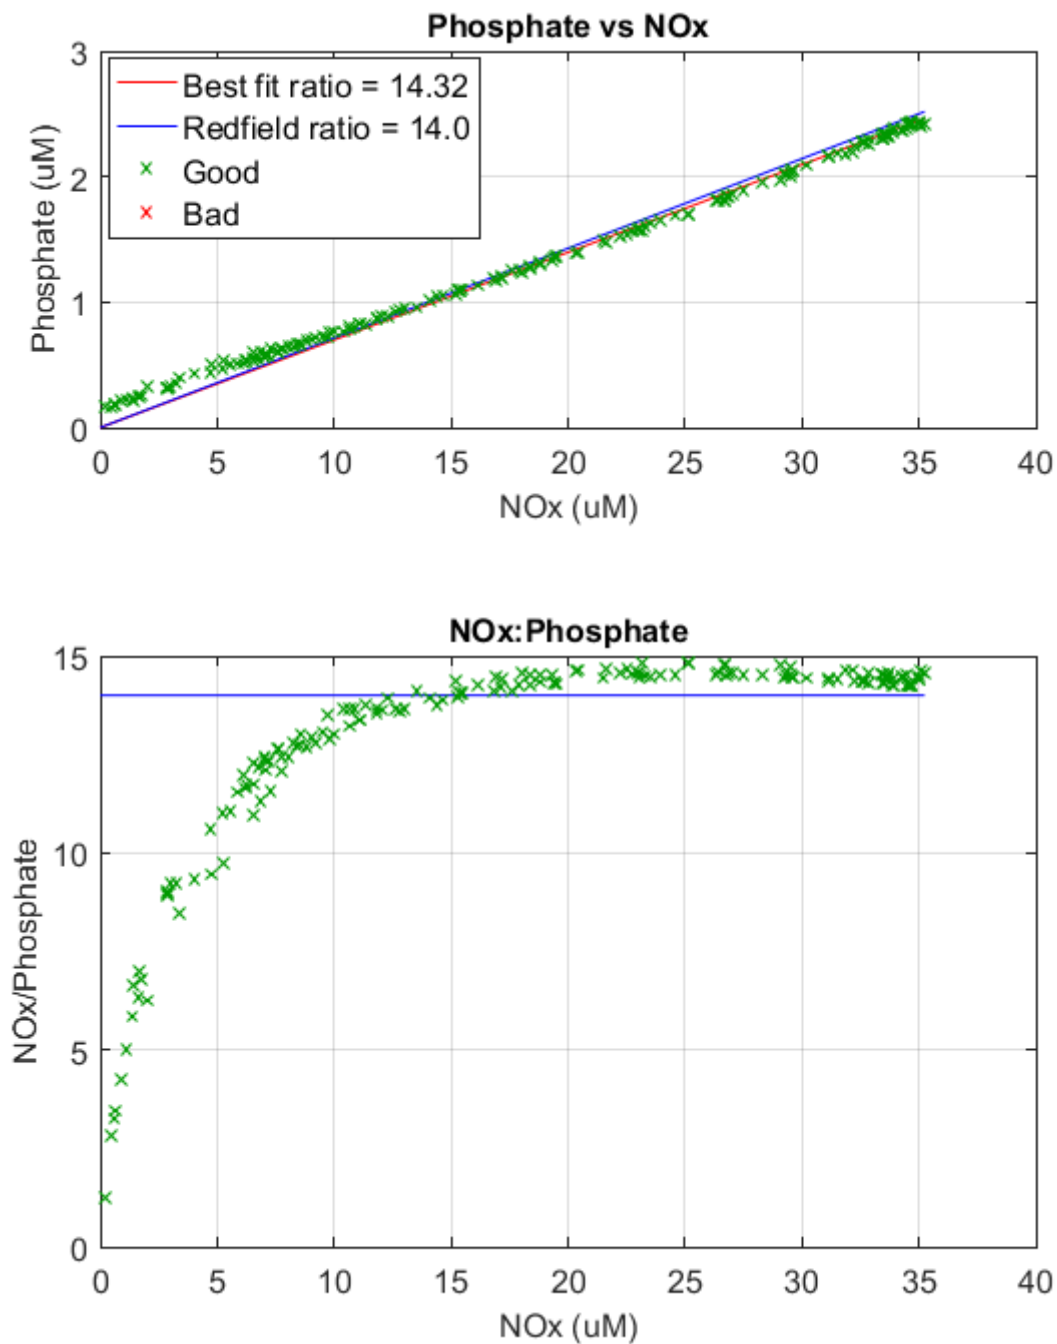 Phosphate vs NOx
3
2
1
0
Phosphate (uM)
Best fit ratio = 14.32
Redfield ratio = 14.0
Good
Bad
0 5 10 15 20 25 30 35 40
NOx (uM)
NOx:Phosphate
15
10
5
0
NOx/Phosphate
0 5 10 15 20 25 30 35 40
NOx (uM)